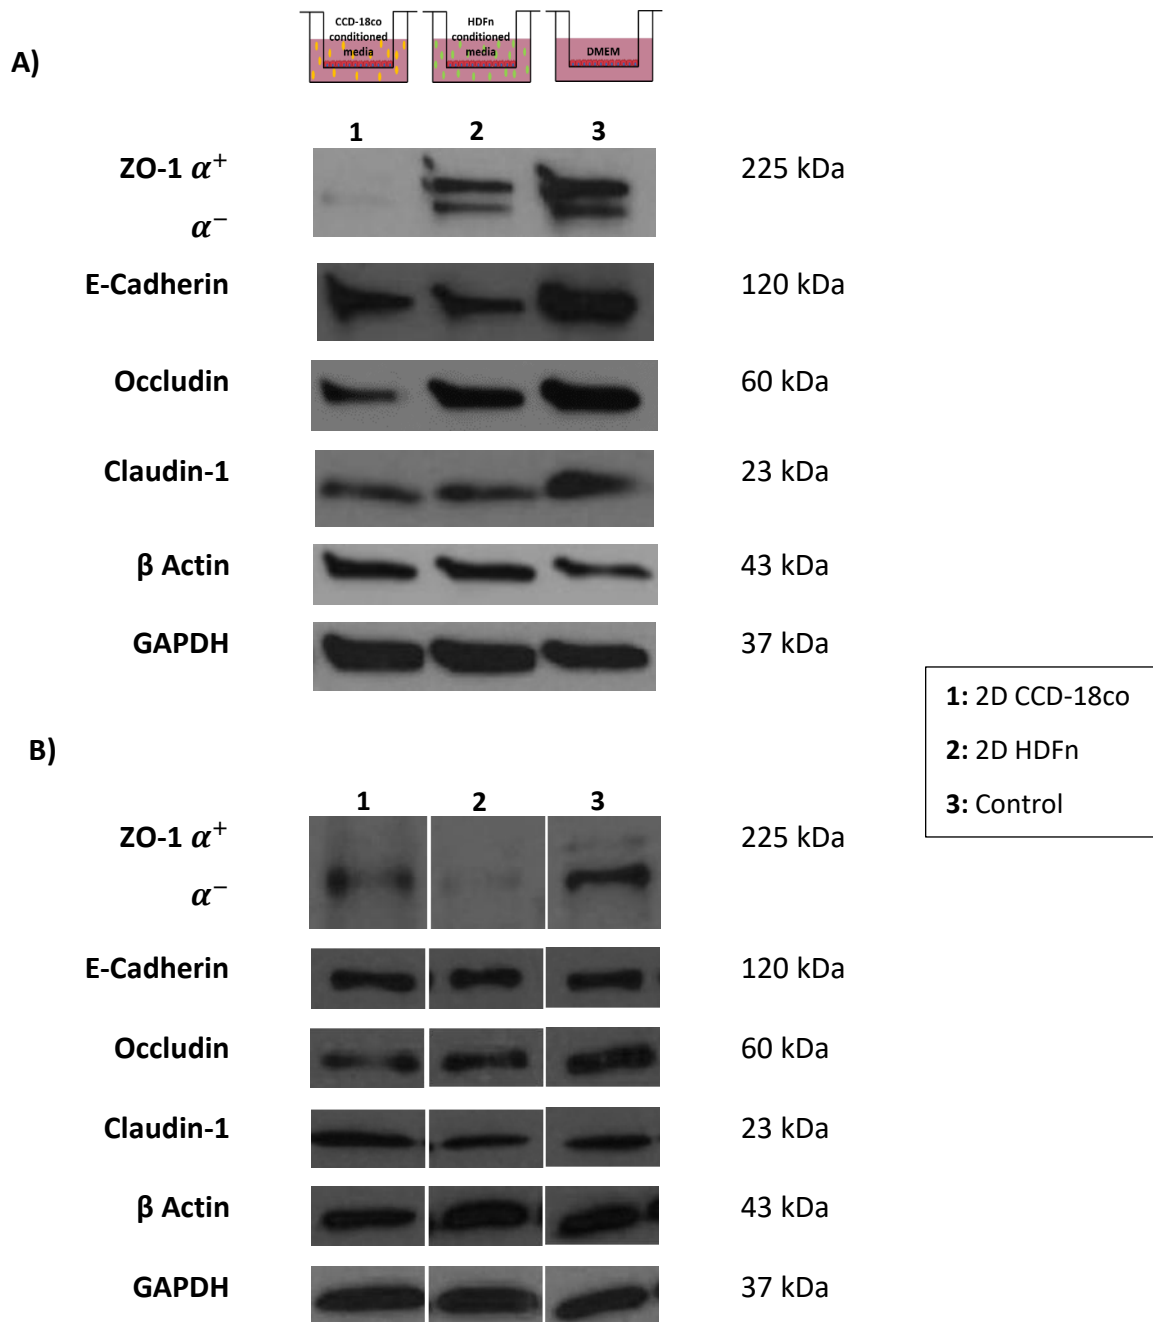 CCD-18co
conditioned
media
HDFn
conditioned
media
DMEM
A)
1 2 3
ZO-1 α⁺ 225 kDa
α⁻
E-Cadherin 120 kDa
Occludin 60 kDa
Claudin-1 23 kDa
β Actin 43 kDa
GAPDH 37 kDa
1: 2D CCD-18co
2: 2D HDFn
3: Control
B)
1 2 3
ZO-1 α⁺ 225 kDa
α⁻
E-Cadherin 120 kDa
Occludin 60 kDa
Claudin-1 23 kDa
β Actin 43 kDa
GAPDH 37 kDa